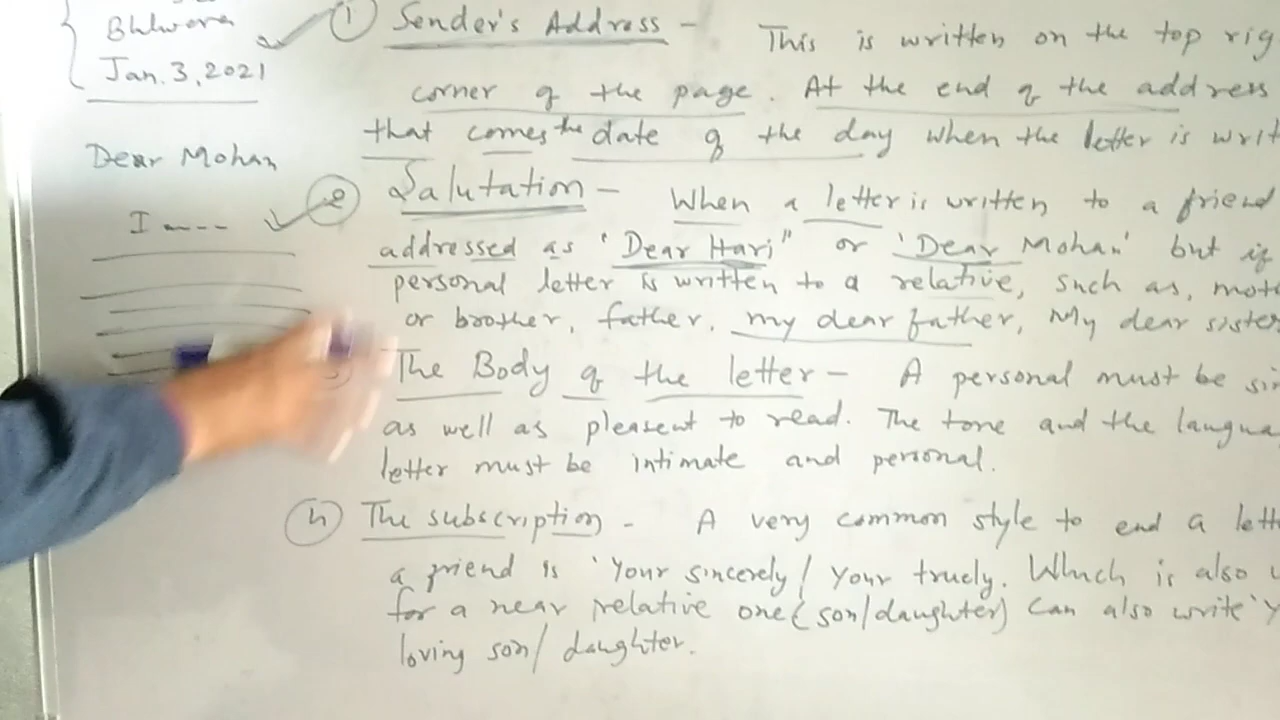 Bhlwara
Jan. 3, 2021
Dear Mohan
I ----
① Sender's Address - This is written on the top rig
corner of the page. At the end of the address
that comes the date of the day when the letter is writ
② Salutation - When a letter is written to a friend
addressed as 'Dear Hari" or 'Dear Mohan' but if
personal letter is written to a relative, such as, mot
or brother, father, my dear father, My dear sister
The Body of the letter - A personal must be sin
as well as pleasent to read. The tone and the langua
letter must be intimate and personal.
The subscription - A very common style to end a lett
a friend is 'Your sincerely / Your truely. Which is also
for a near relative one (son/daughter) can also write 'Y
loving son/ daughter.